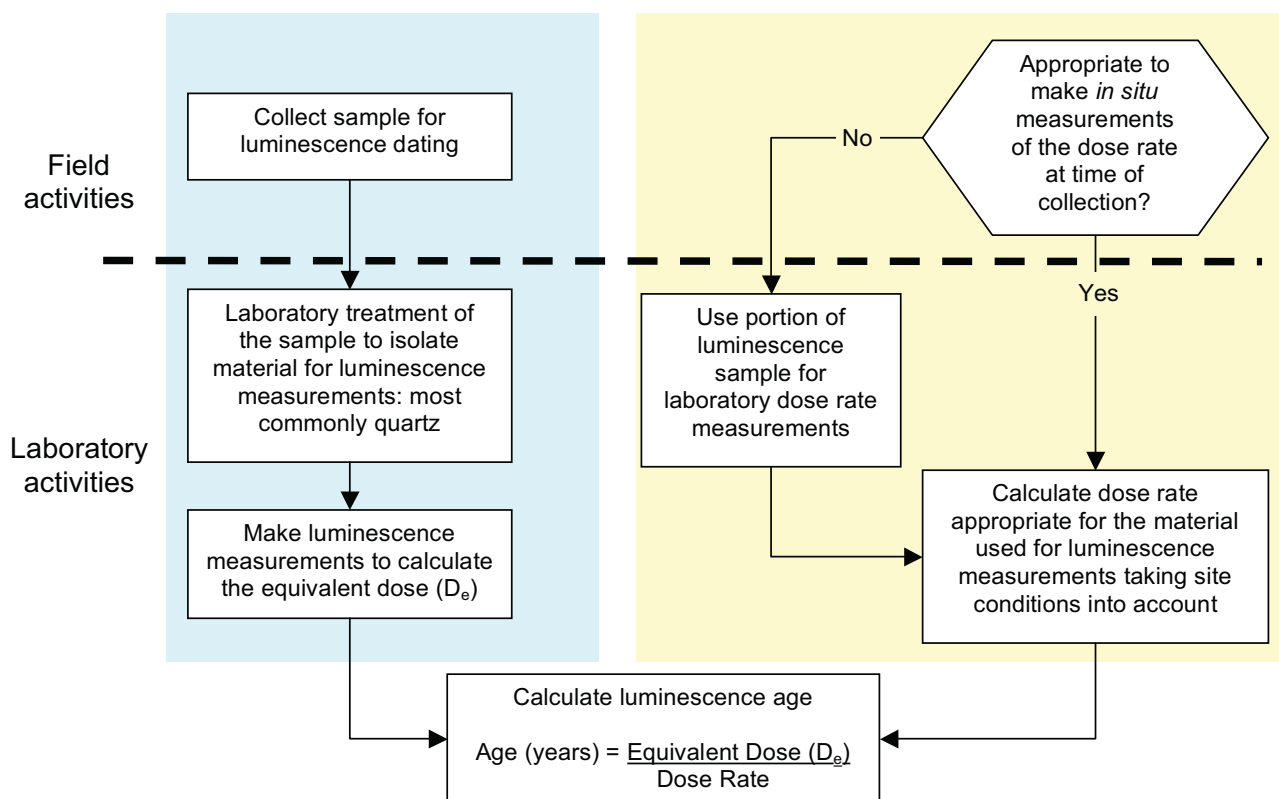 Field
activities
Collect sample for
luminescence dating
Appropriate to
make in situ
measurements
of the dose rate
at time of
collection?
No
Yes
Laboratory
activities
Laboratory treatment of
the sample to isolate
material for luminescence
measurements: most
commonly quartz
Make luminescence
measurements to calculate
the equivalent dose (Dₑ)
Use portion of
luminescence
sample for
laboratory dose rate
measurements
Calculate dose rate
appropriate for the material
used for luminescence
measurements taking site
conditions into account
Calculate luminescence age
Age (years) = Equivalent Dose (Dₑ)
Dose Rate